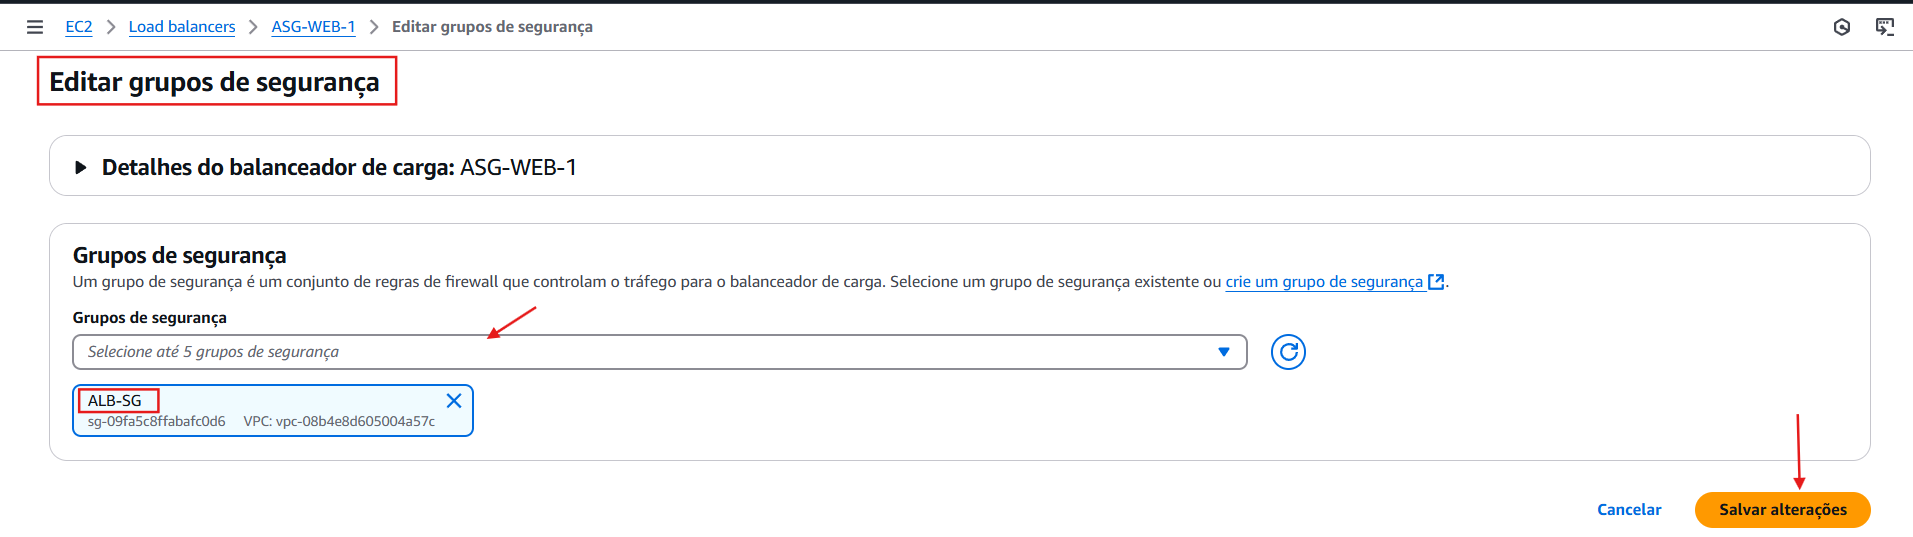 EC2 > Load balancers > ASG-WEB-1 > Editar grupos de segurança
Editar grupos de segurança
Detalhes do balanceador de carga: ASG-WEB-1
Grupos de segurança
Um grupo de segurança é um conjunto de regras de firewall que controlam o tráfego para o balanceador de carga. Selecione um grupo de segurança existente ou crie um grupo de segurança.
Grupos de segurança
Selecione até 5 grupos de segurança
ALB-SG
sg-09fa5c8ffabafc0d6 VPC: vpc-08b4e8d605004a57c
Cancelar Salvar alterações